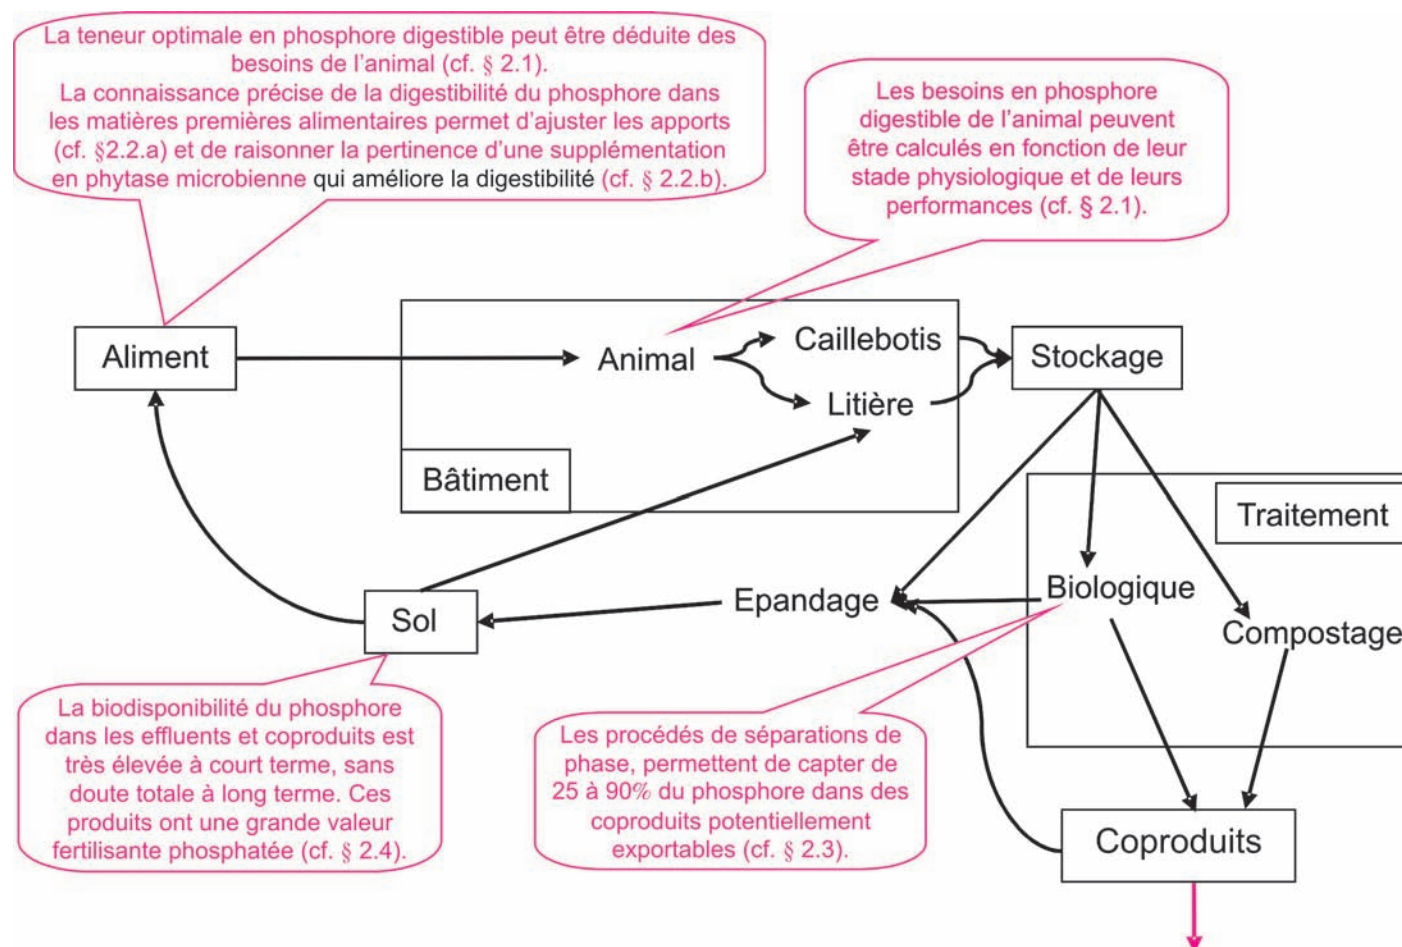 La teneur optimale en phosphore digestible peut être déduite des
besoins de l'animal (cf. § 2.1).
La connaissance précise de la digestibilité du phosphore dans
les matières premières alimentaires permet d'ajuster les apports
(cf. §2.2.a) et de raisonner la pertinence d'une supplémentation
en phytase microbienne qui améliore la digestibilité (cf. § 2.2.b).
Les besoins en phosphore
digestible de l'animal peuvent
être calculés en fonction de leur
stade physiologique et de leurs
performances (cf. § 2.1).
Aliment
Animal
Caillebotis
Litière
Stockage
Bâtiment
Traitement
Biologique
Compostage
Epandage
Sol
La biodisponibilité du phosphore
dans les effluents et coproduits est
très élevée à court terme, sans
doute totale à long terme. Ces
produits ont une grande valeur
fertilisante phosphatée (cf. § 2.4).
Les procédés de séparations de
phase, permettent de capter de
25 à 90% du phosphore dans des
coproduits potentiellement
exportables (cf. § 2.3).
Coproduits